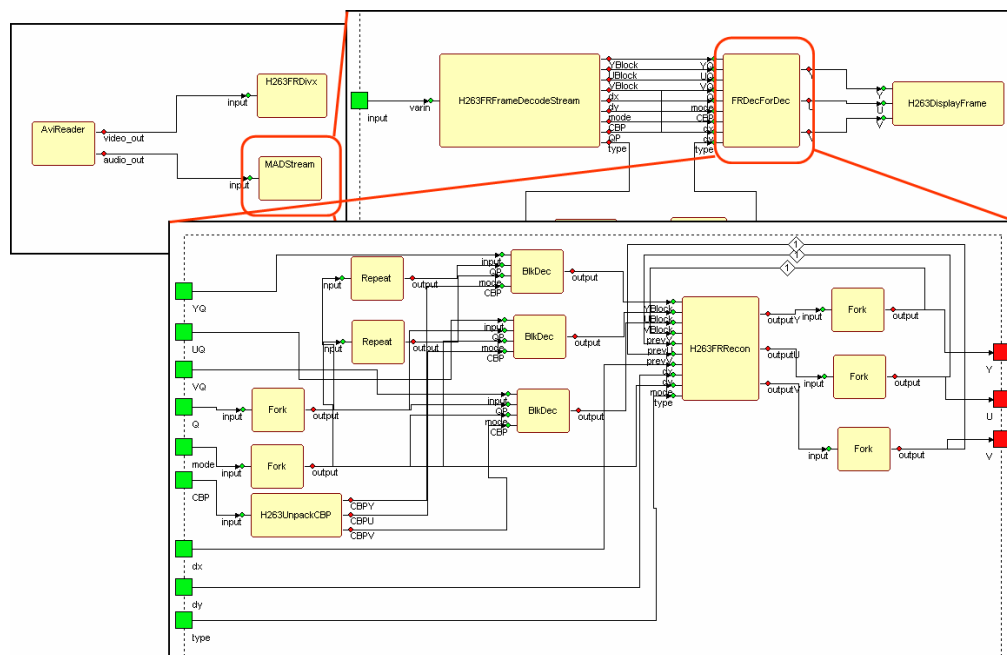 H263FRDivx
input
AviReader
video_out
audio_out
MADStream
input
input
varin
H263FRFrameDecodeStream
YBlock
UBlock
VBlock
dx
dy
mode
CBP
QP
type
YQ
UQ
VQ
mode
CBP
dx
dy
type
FRDecForDec
Y
U
V
H263DisplayFrame
YQ
UQ
VQ
Q
mode
CBP
dx
dy
type
input
Repeat
output
input
Repeat
output
input
Fork
output
input
Fork
output
input
H263UnpackCBP
CBPY
CBPU
CBPV
input
QP
mode
CBP
BlkDec
output
input
QP
mode
CBP
BlkDec
output
input
QP
mode
CBP
BlkDec
output
1
1
1
YBlock
UBlock
VBlock
prevY
mode
type
H263FRRecon
outputY
outputU
outputV
input
Fork
output
input
Fork
output
input
Fork
output
Y
U
V